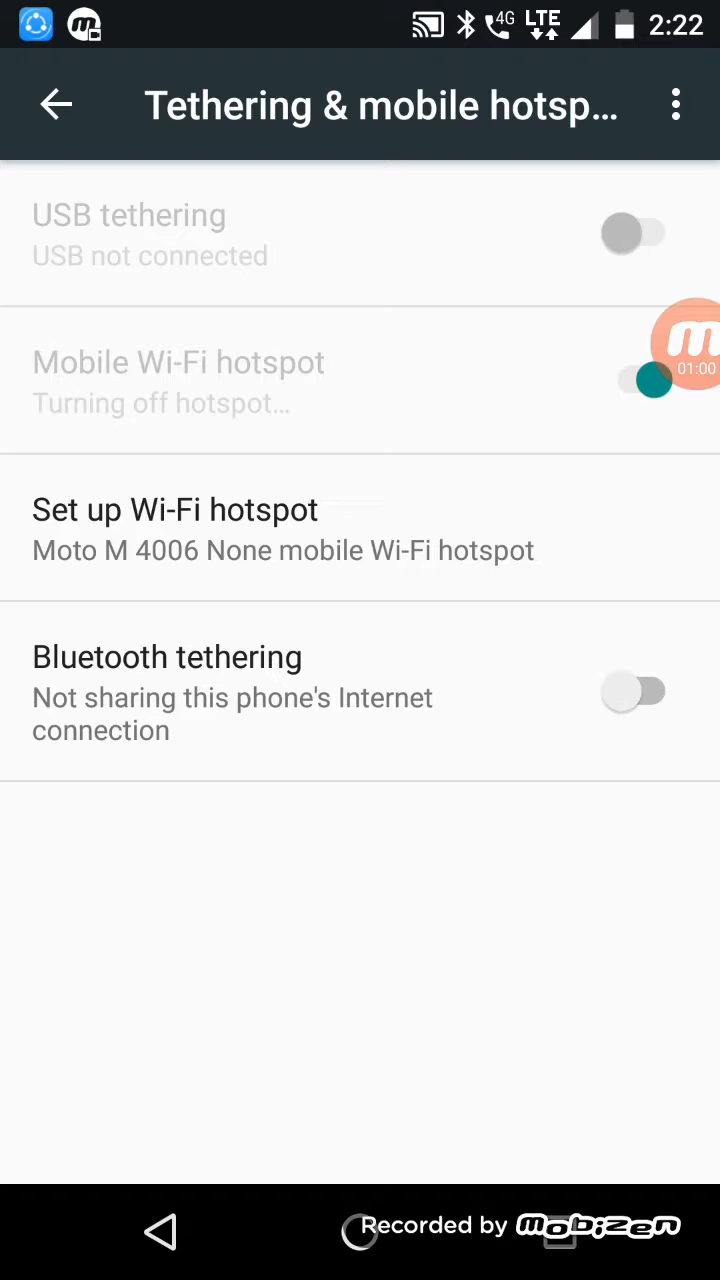 4G LTE 2:22
Tethering & mobile hotsp...
USB tethering
USB not connected
Mobile Wi-Fi hotspot
Turning off hotspot...
m
01:00
Set up Wi-Fi hotspot
Moto M 4006 None mobile Wi-Fi hotspot
Bluetooth tethering
Not sharing this phone's Internet
connection
Recorded by mobizen